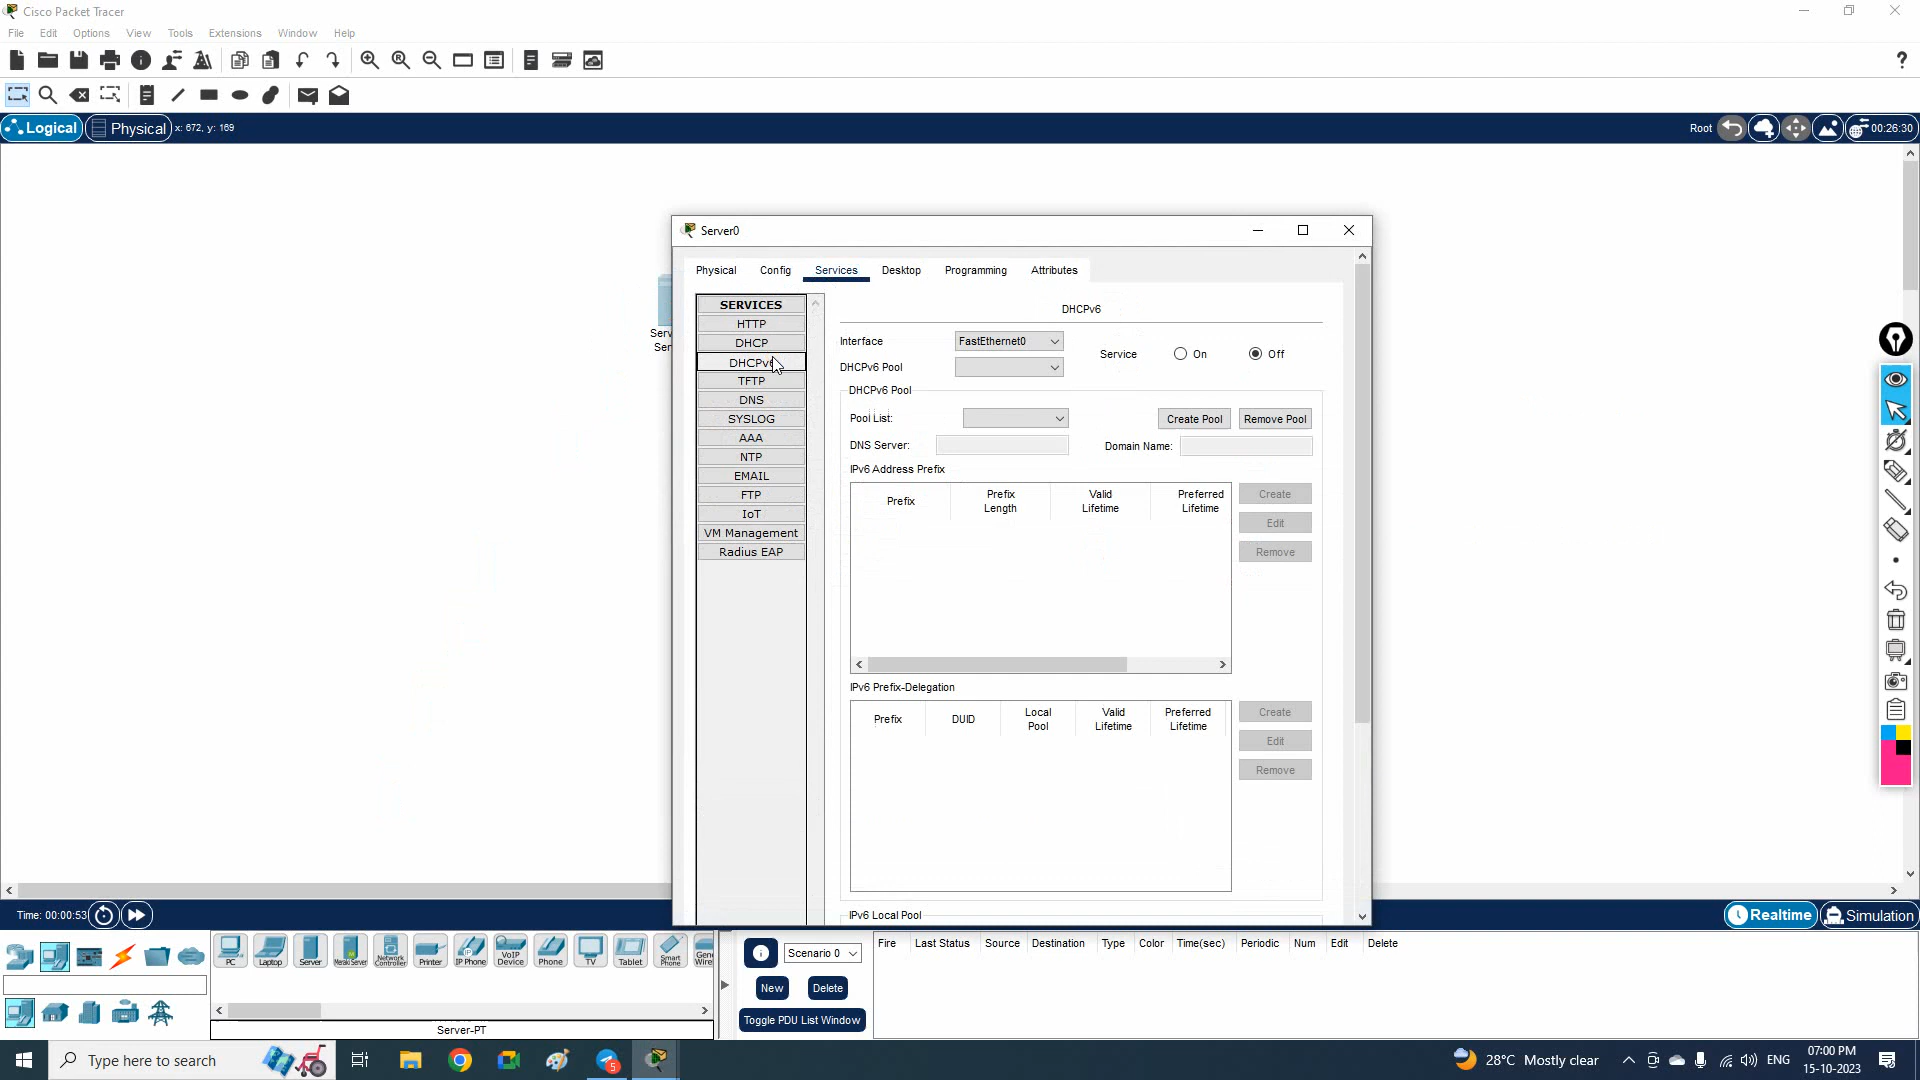 Cisco Packet Tracer
File Edit Options View Tools Extensions Window Help
Logical Physical x: 672, y: 169 Root 00:26:30
Server0
Physical Config Services Desktop Programming Attributes
SERVICES
HTTP
DHCP
DHCPv6
TFTP
DNS
SYSLOG
AAA
NTP
EMAIL
FTP
IoT
VM Management
Radius EAP
DHCPv6
Interface FastEthernet0 Service On Off
DHCPv6 Pool
DHCPv6 Pool
Pool List: Create Pool Remove Pool
DNS Server: Domain Name:
IPv6 Address Prefix
Prefix Prefix Length Valid Lifetime Preferred Lifetime
Create
Edit
Remove
IPv6 Prefix-Delegation
Prefix DUID Local Pool Valid Lifetime Preferred Lifetime
Create
Edit
Remove
IPv6 Local Pool
Time: 00:00:53 Realtime Simulation
PC Laptop Server Meraki Server Network Controller Printer IP Phone VoIP Device Phone TV Tablet Smart Phone
Server-PT
Scenario 0
New Delete
Toggle PDU List Window
Fire Last Status Source Destination Type Color Time(sec) Periodic Num Edit Delete
Type here to search
5
28°C Mostly clear ENG 07:00 PM
15-10-2023